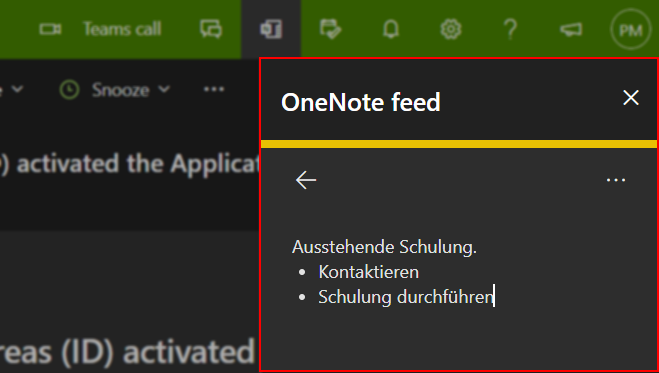 Teams call
PM
Snooze
OneNote feed
) activated the Applicat
Ausstehende Schulung.
• Kontaktieren
• Schulung durchführen
reas (ID) activated